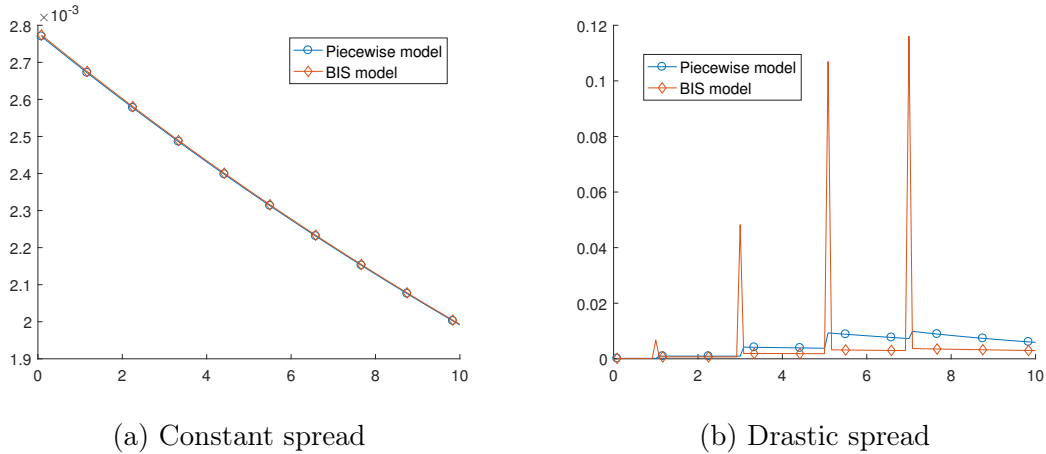 ×10⁻³
2.8
2.7
2.6
2.5
2.4
2.3
2.2
2.1
2
1.9
0 2 4 6 8 10
Piecewise model
BIS model
(a) Constant spread
0.12
0.1
0.08
0.06
0.04
0.02
0
0 2 4 6 8 10
Piecewise model
BIS model
(b) Drastic spread